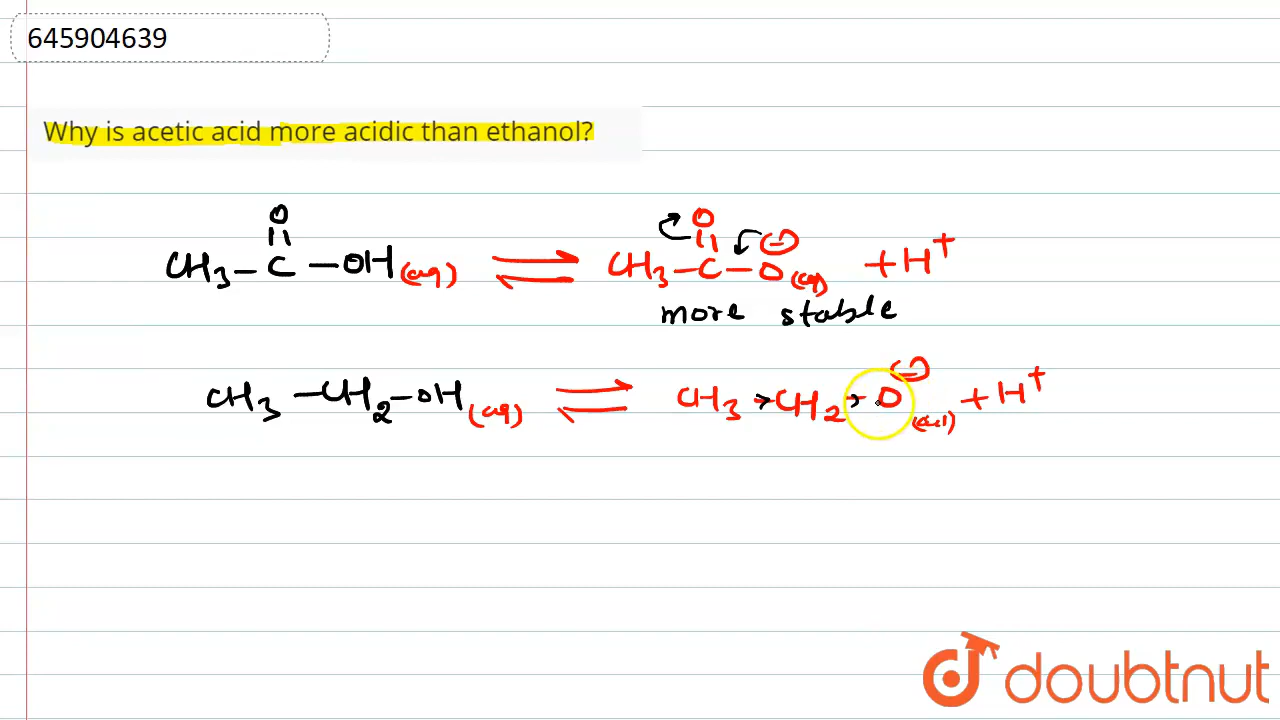 645904639
Why is acetic acid more acidic than ethanol?
O
||
CH3 – C – OH(aq) ⇌ CH3 – C – O⊖(aq) + H+
O
||
more stable
CH3 – CH2 – OH(aq) ⇌ CH3 → CH2 → O⊖(aq) + H+
doubtnut